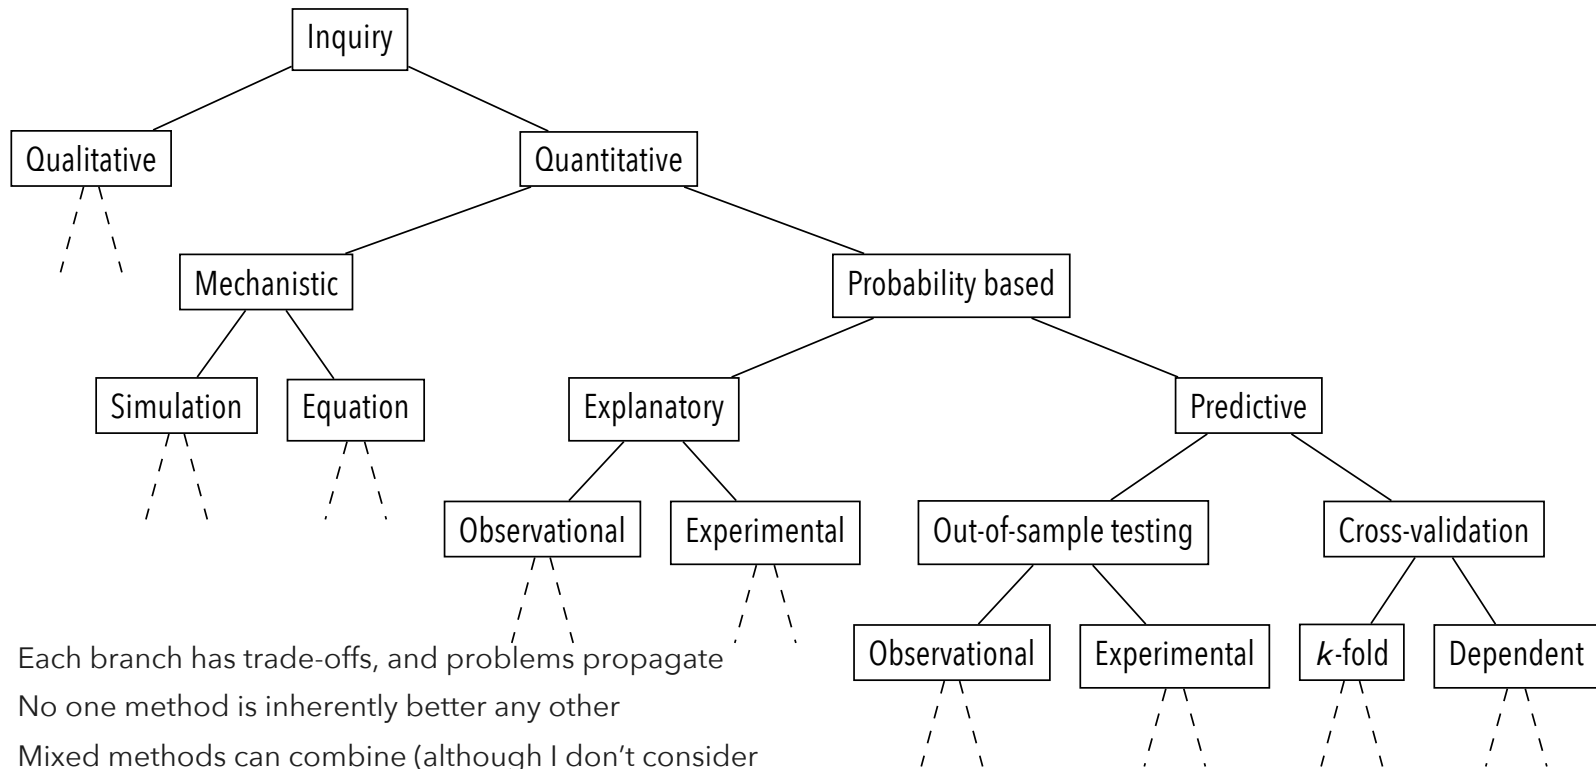 Inquiry
Qualitative
Quantitative
Mechanistic
Probability based
Simulation
Equation
Explanatory
Predictive
Observational
Experimental
Out-of-sample testing
Cross-validation
Observational
Experimental
k-fold
Dependent
Each branch has trade-offs, and problems propagate
No one method is inherently better any other
Mixed methods can combine (although I don’t consider